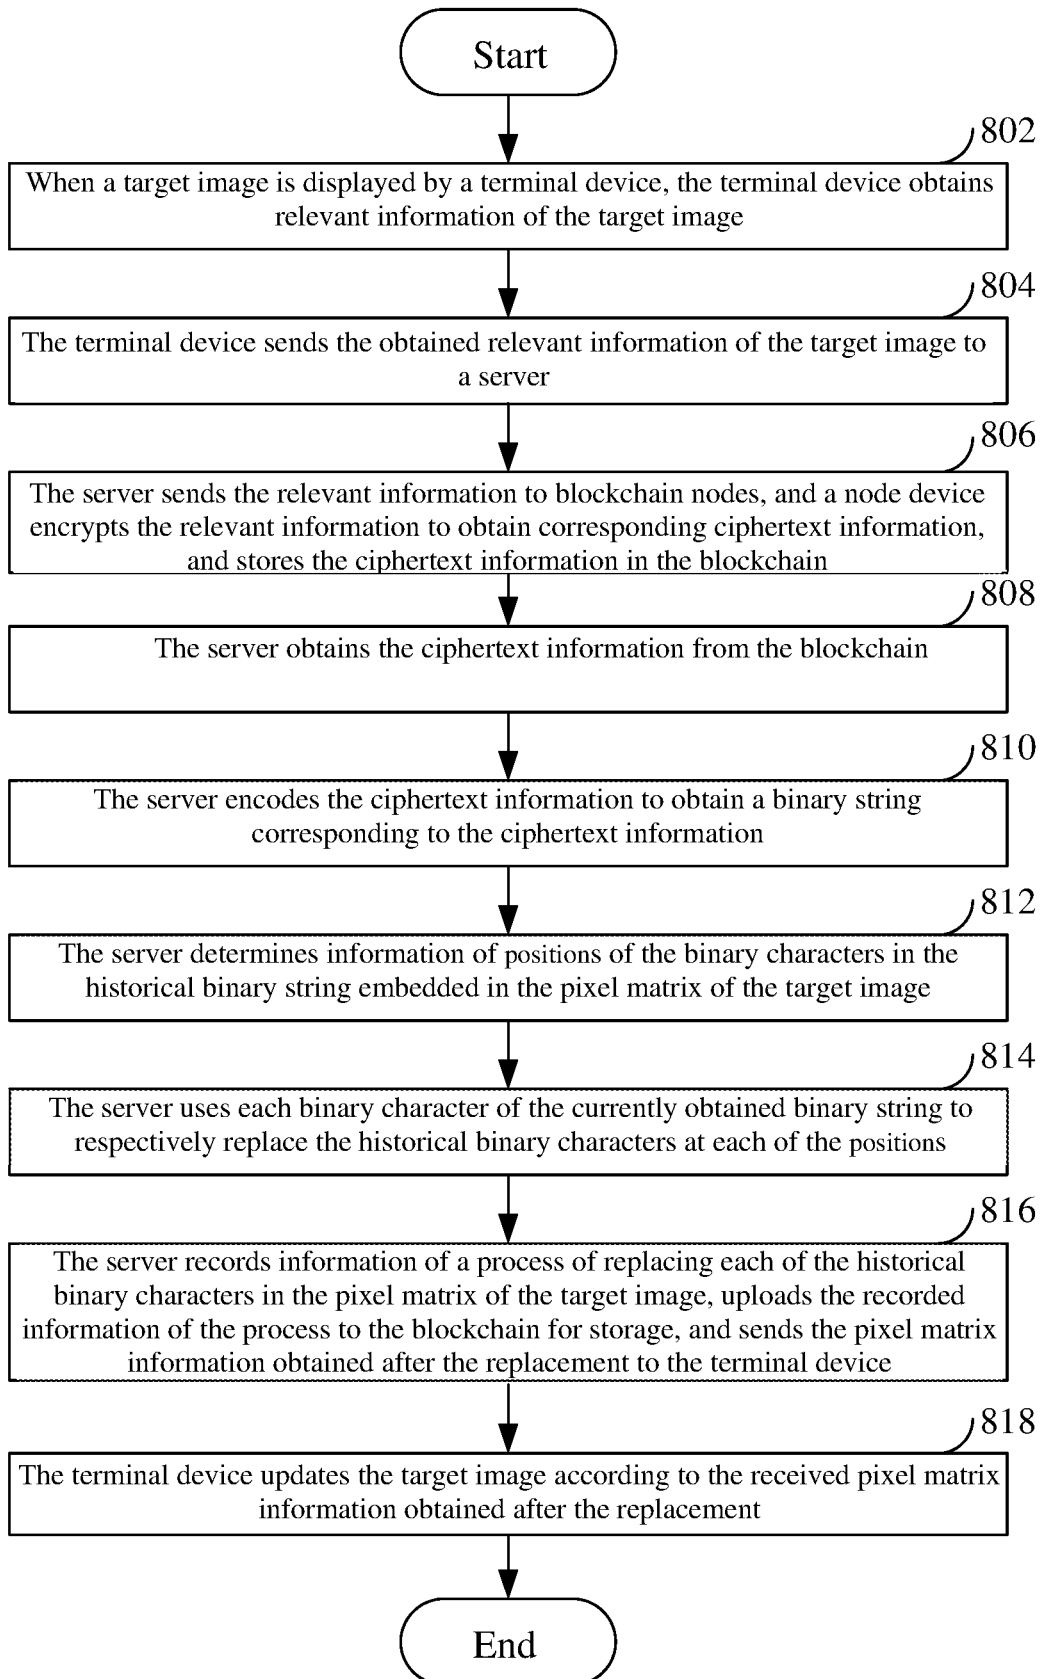 Start
802
When a target image is displayed by a terminal device, the terminal device obtains
relevant information of the target image
804
The terminal device sends the obtained relevant information of the target image to
a server
806
The server sends the relevant information to blockchain nodes, and a node device
encrypts the relevant information to obtain corresponding ciphertext information,
and stores the ciphertext information in the blockchain
808
The server obtains the ciphertext information from the blockchain
810
The server encodes the ciphertext information to obtain a binary string
corresponding to the ciphertext information
812
The server determines information of positions of the binary characters in the
historical binary string embedded in the pixel matrix of the target image
814
The server uses each binary character of the currently obtained binary string to
respectively replace the historical binary characters at each of the positions
816
The server records information of a process of replacing each of the historical
binary characters in the pixel matrix of the target image, uploads the recorded
information of the process to the blockchain for storage, and sends the pixel matrix
information obtained after the replacement to the terminal device
818
The terminal device updates the target image according to the received pixel matrix
information obtained after the replacement
End